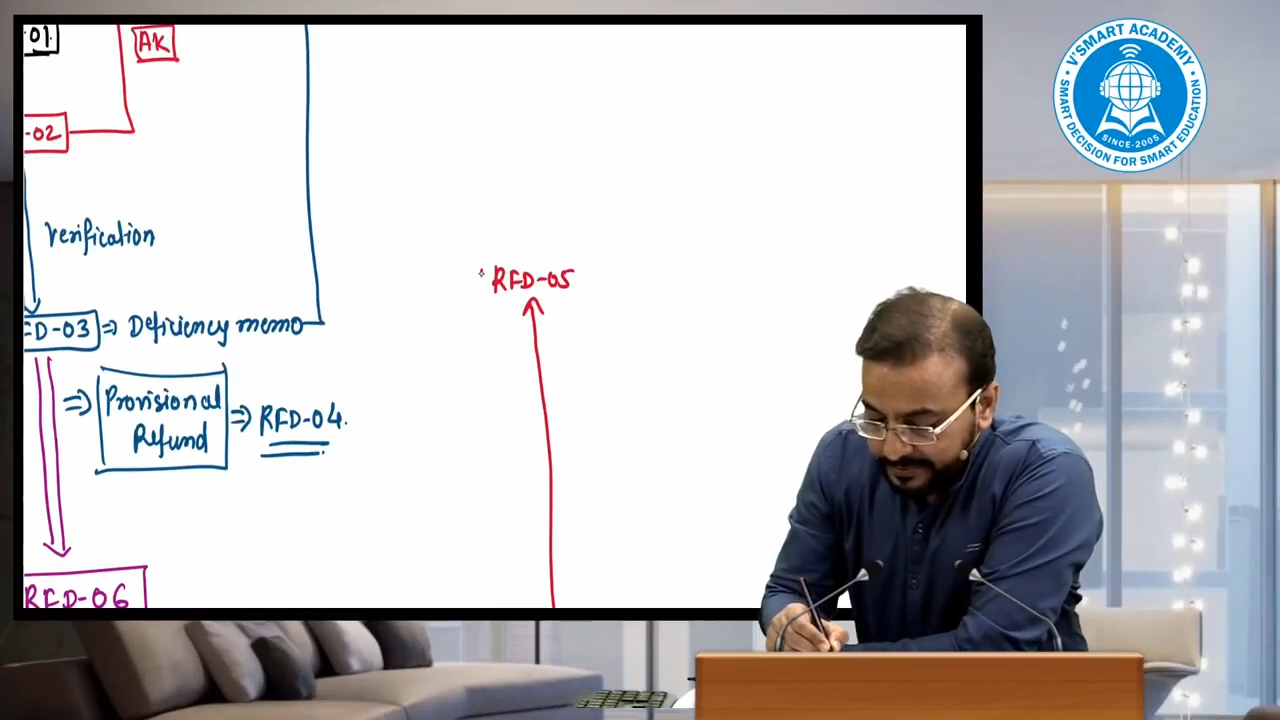 01
AK
-02
Verification
FD-03 ⇒ Deficiency memo
⇒ Provisional Refund ⇒ RFD-04.
RFD-06
RFD-05
V'SMART ACADEMY
SMART DECISION FOR SMART EDUCATION
SINCE-2005